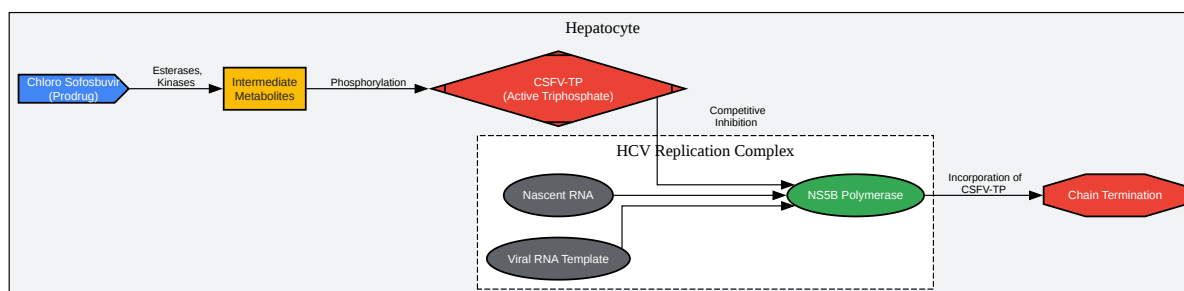 Hepatocyte
Chloro Sofosbuvir
(Prodrug)
Esterases,
Kinases
Intermediate
Metabolites
Phosphorylation
CSFV-TP
(Active Triphosphate)
Competitive
Inhibition
HCV Replication Complex
Nascent RNA
Viral RNA Template
NS5B Polymerase
Incorporation of
CSFV-TP
Chain Termination